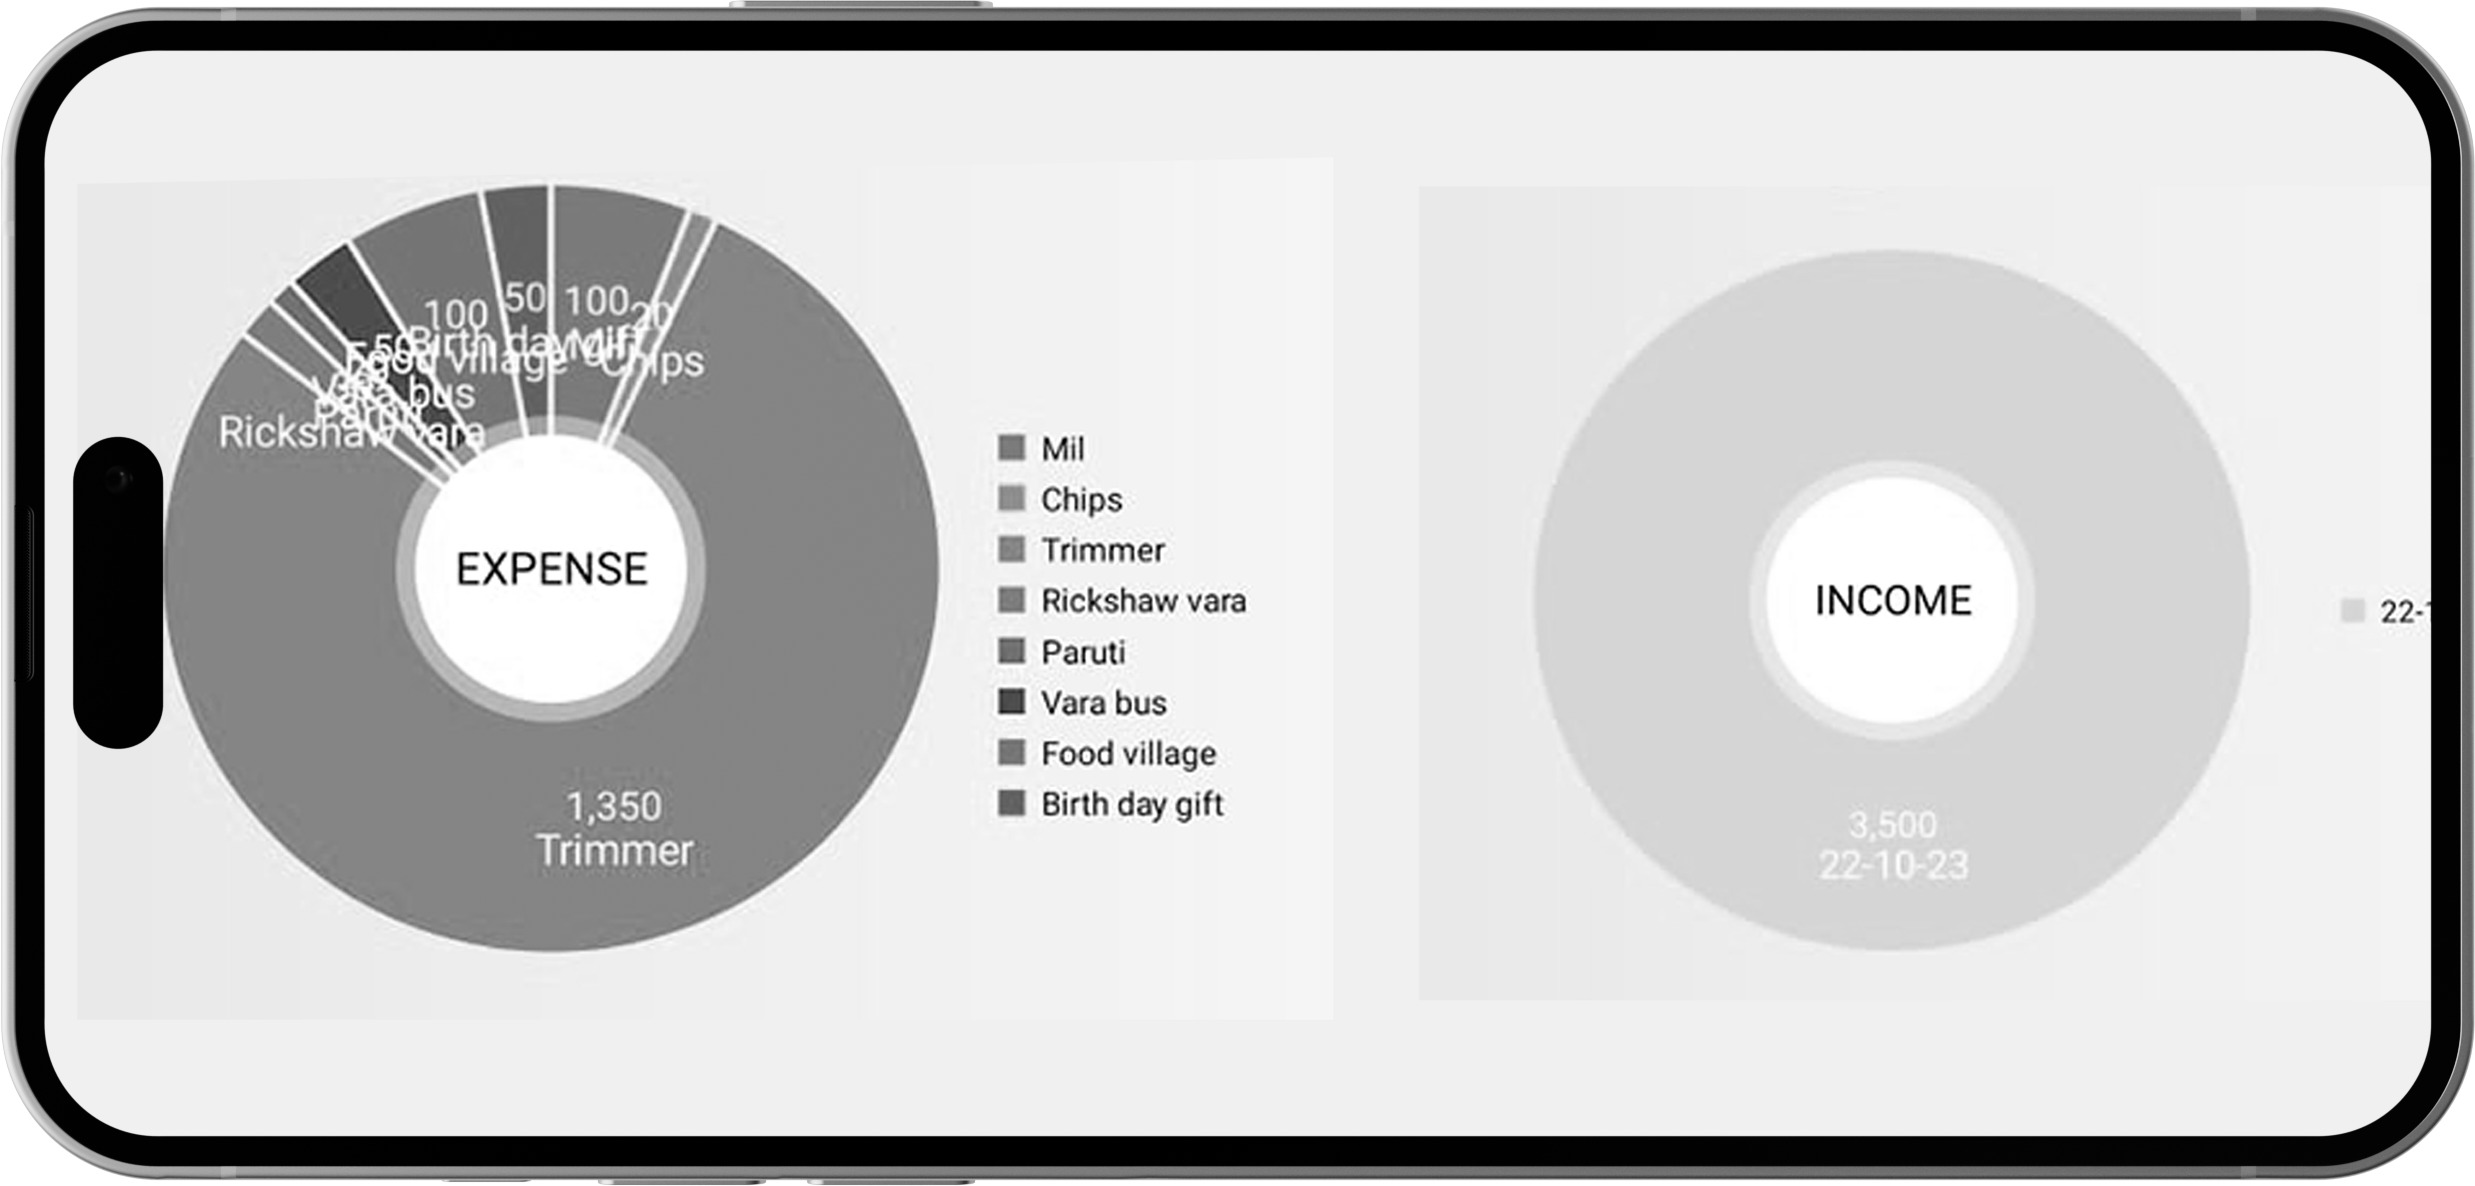 100
50
100
20
50
Birth day gift
Mil
Food village
Chips
Vara bus
Paruti
Rickshaw vara
EXPENSE
1,350
Trimmer
Mil
Chips
Trimmer
Rickshaw vara
Paruti
Vara bus
Food village
Birth day gift
INCOME
3,500
22-10-23
22-1